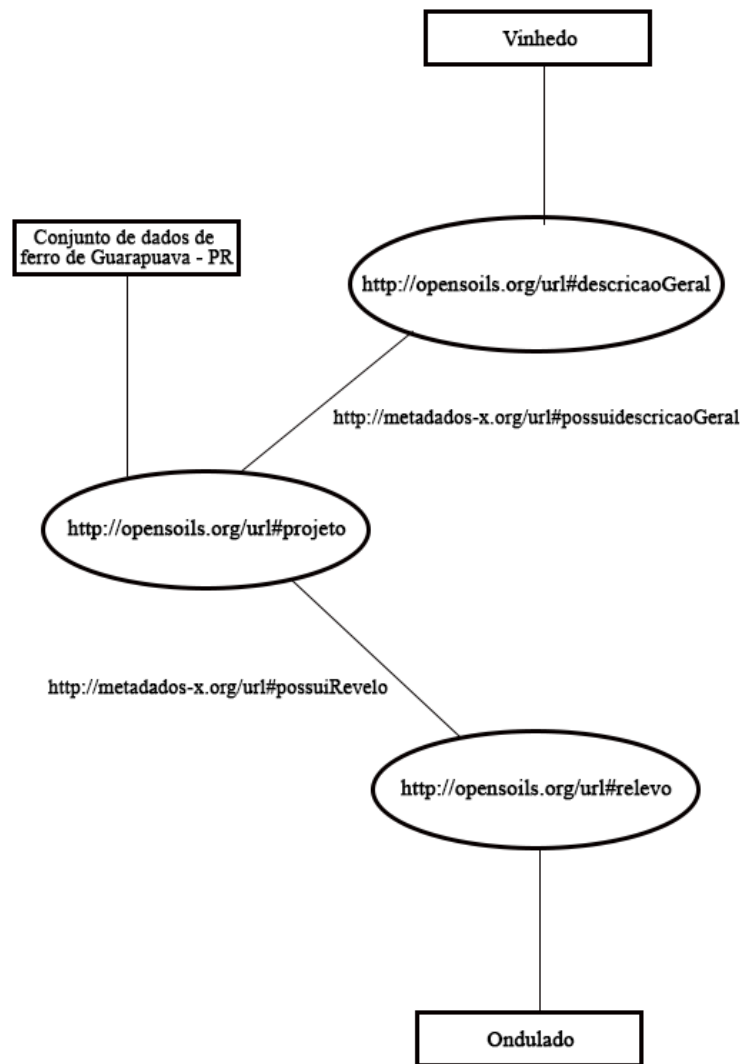 Vinhedo
Conjunto de dados de
ferro de Guarapuava - PR
http://opensoils.org/url#descricaoGeral
http://metadados-x.org/url#possuidescricaoGeral
http://opensoils.org/url#projeto
http://metadados-x.org/url#possuiRevelo
http://opensoils.org/url#relevo
Ondulado